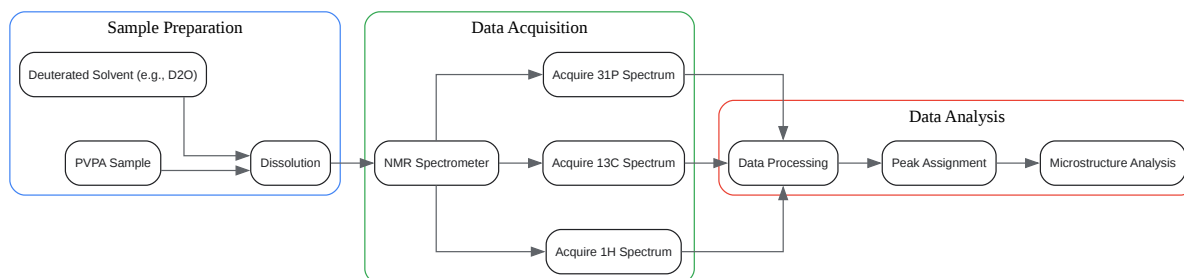 Sample Preparation
Deuterated Solvent (e.g., D2O)
PVPA Sample
Dissolution
Data Acquisition
NMR Spectrometer
Acquire 31P Spectrum
Acquire 13C Spectrum
Acquire 1H Spectrum
Data Analysis
Data Processing
Peak Assignment
Microstructure Analysis